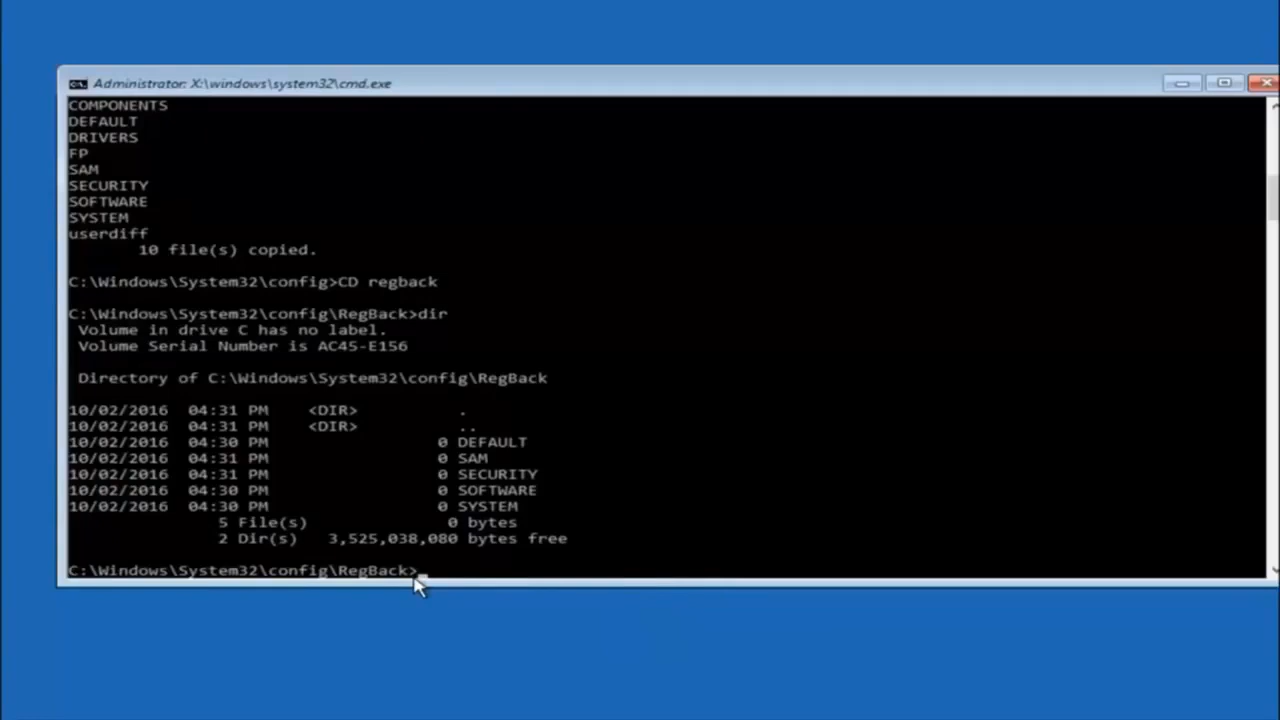 Administrator: X:\windows\system32\cmd.exe
COMPONENTS
DEFAULT
DRIVERS
FP
SAM
SECURITY
SOFTWARE
SYSTEM
userdiff
10 file(s) copied.
C:\Windows\System32\config>CD regback
C:\Windows\System32\config\RegBack>dir
Volume in drive C has no label.
Volume Serial Number is AC45-E156
Directory of C:\Windows\System32\config\RegBack
10/02/2016 04:31 PM <DIR> .
10/02/2016 04:31 PM <DIR> ..
10/02/2016 04:30 PM 0 DEFAULT
10/02/2016 04:31 PM 0 SAM
10/02/2016 04:31 PM 0 SECURITY
10/02/2016 04:30 PM 0 SOFTWARE
10/02/2016 04:30 PM 0 SYSTEM
5 File(s) 0 bytes
2 Dir(s) 3,525,038,080 bytes free
C:\Windows\System32\config\RegBack>_